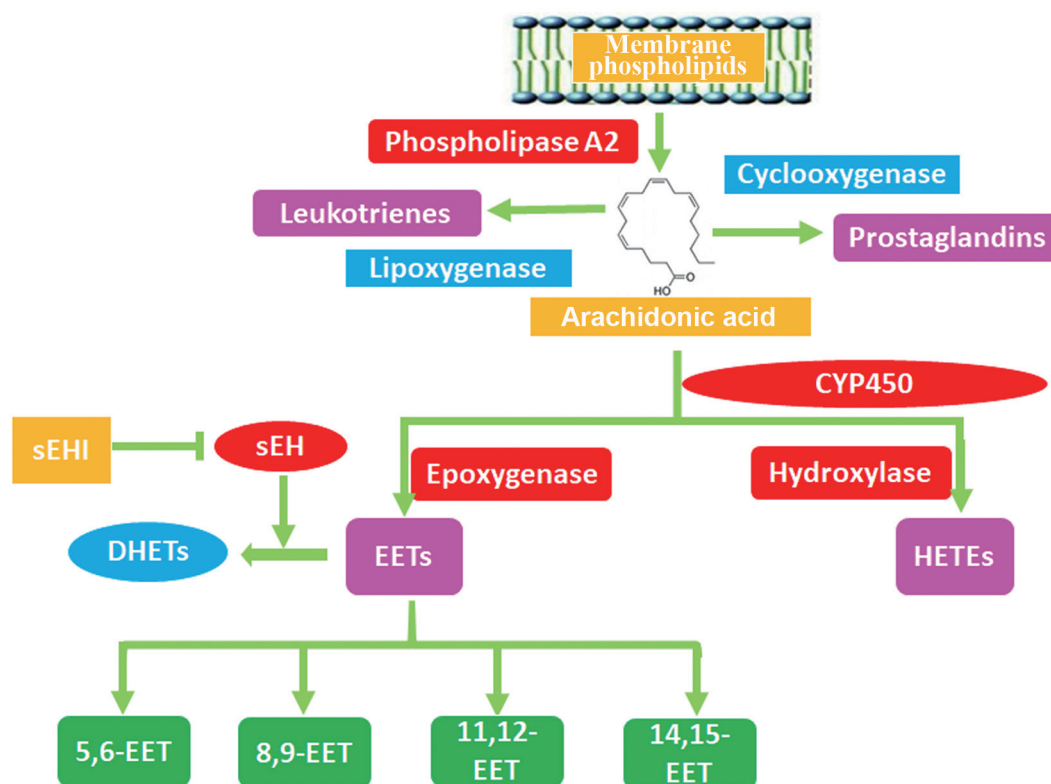 Membrane
phospholipids
Phospholipase A2
Cyclooxygenase
Leukotrienes
Prostaglandins
Lipoxygenase
HO
O
Arachidonic acid
CYP450
sEHI
sEH
Epoxygenase
Hydroxylase
DHETs
EETs
HETEs
5,6-EET
8,9-EET
11,12-
EET
14,15-
EET